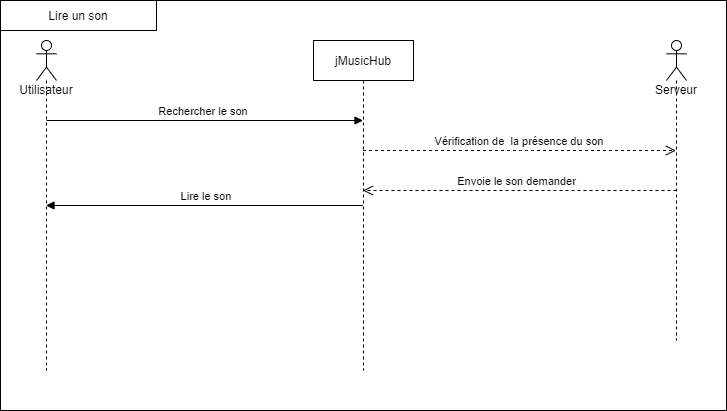 Lire un son
jMusicHub
Utilisateur
Serveur
Rechercher le son
Vérification de  la présence du son
Envoie le son demander
Lire le son